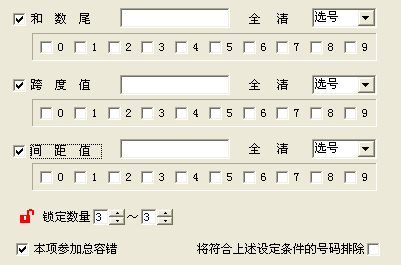 和 数 尾 全 清 选号
0 1 2 3 4 5 6 7 8 9
跨 度 值 全 清 选号
0 1 2 3 4 5 6 7 8 9
间 距 值 全 清 选号
0 1 2 3 4 5 6 7 8 9
锁定数量 3 ～ 3
本项参加总容错 将符合上述设定条件的号码排除